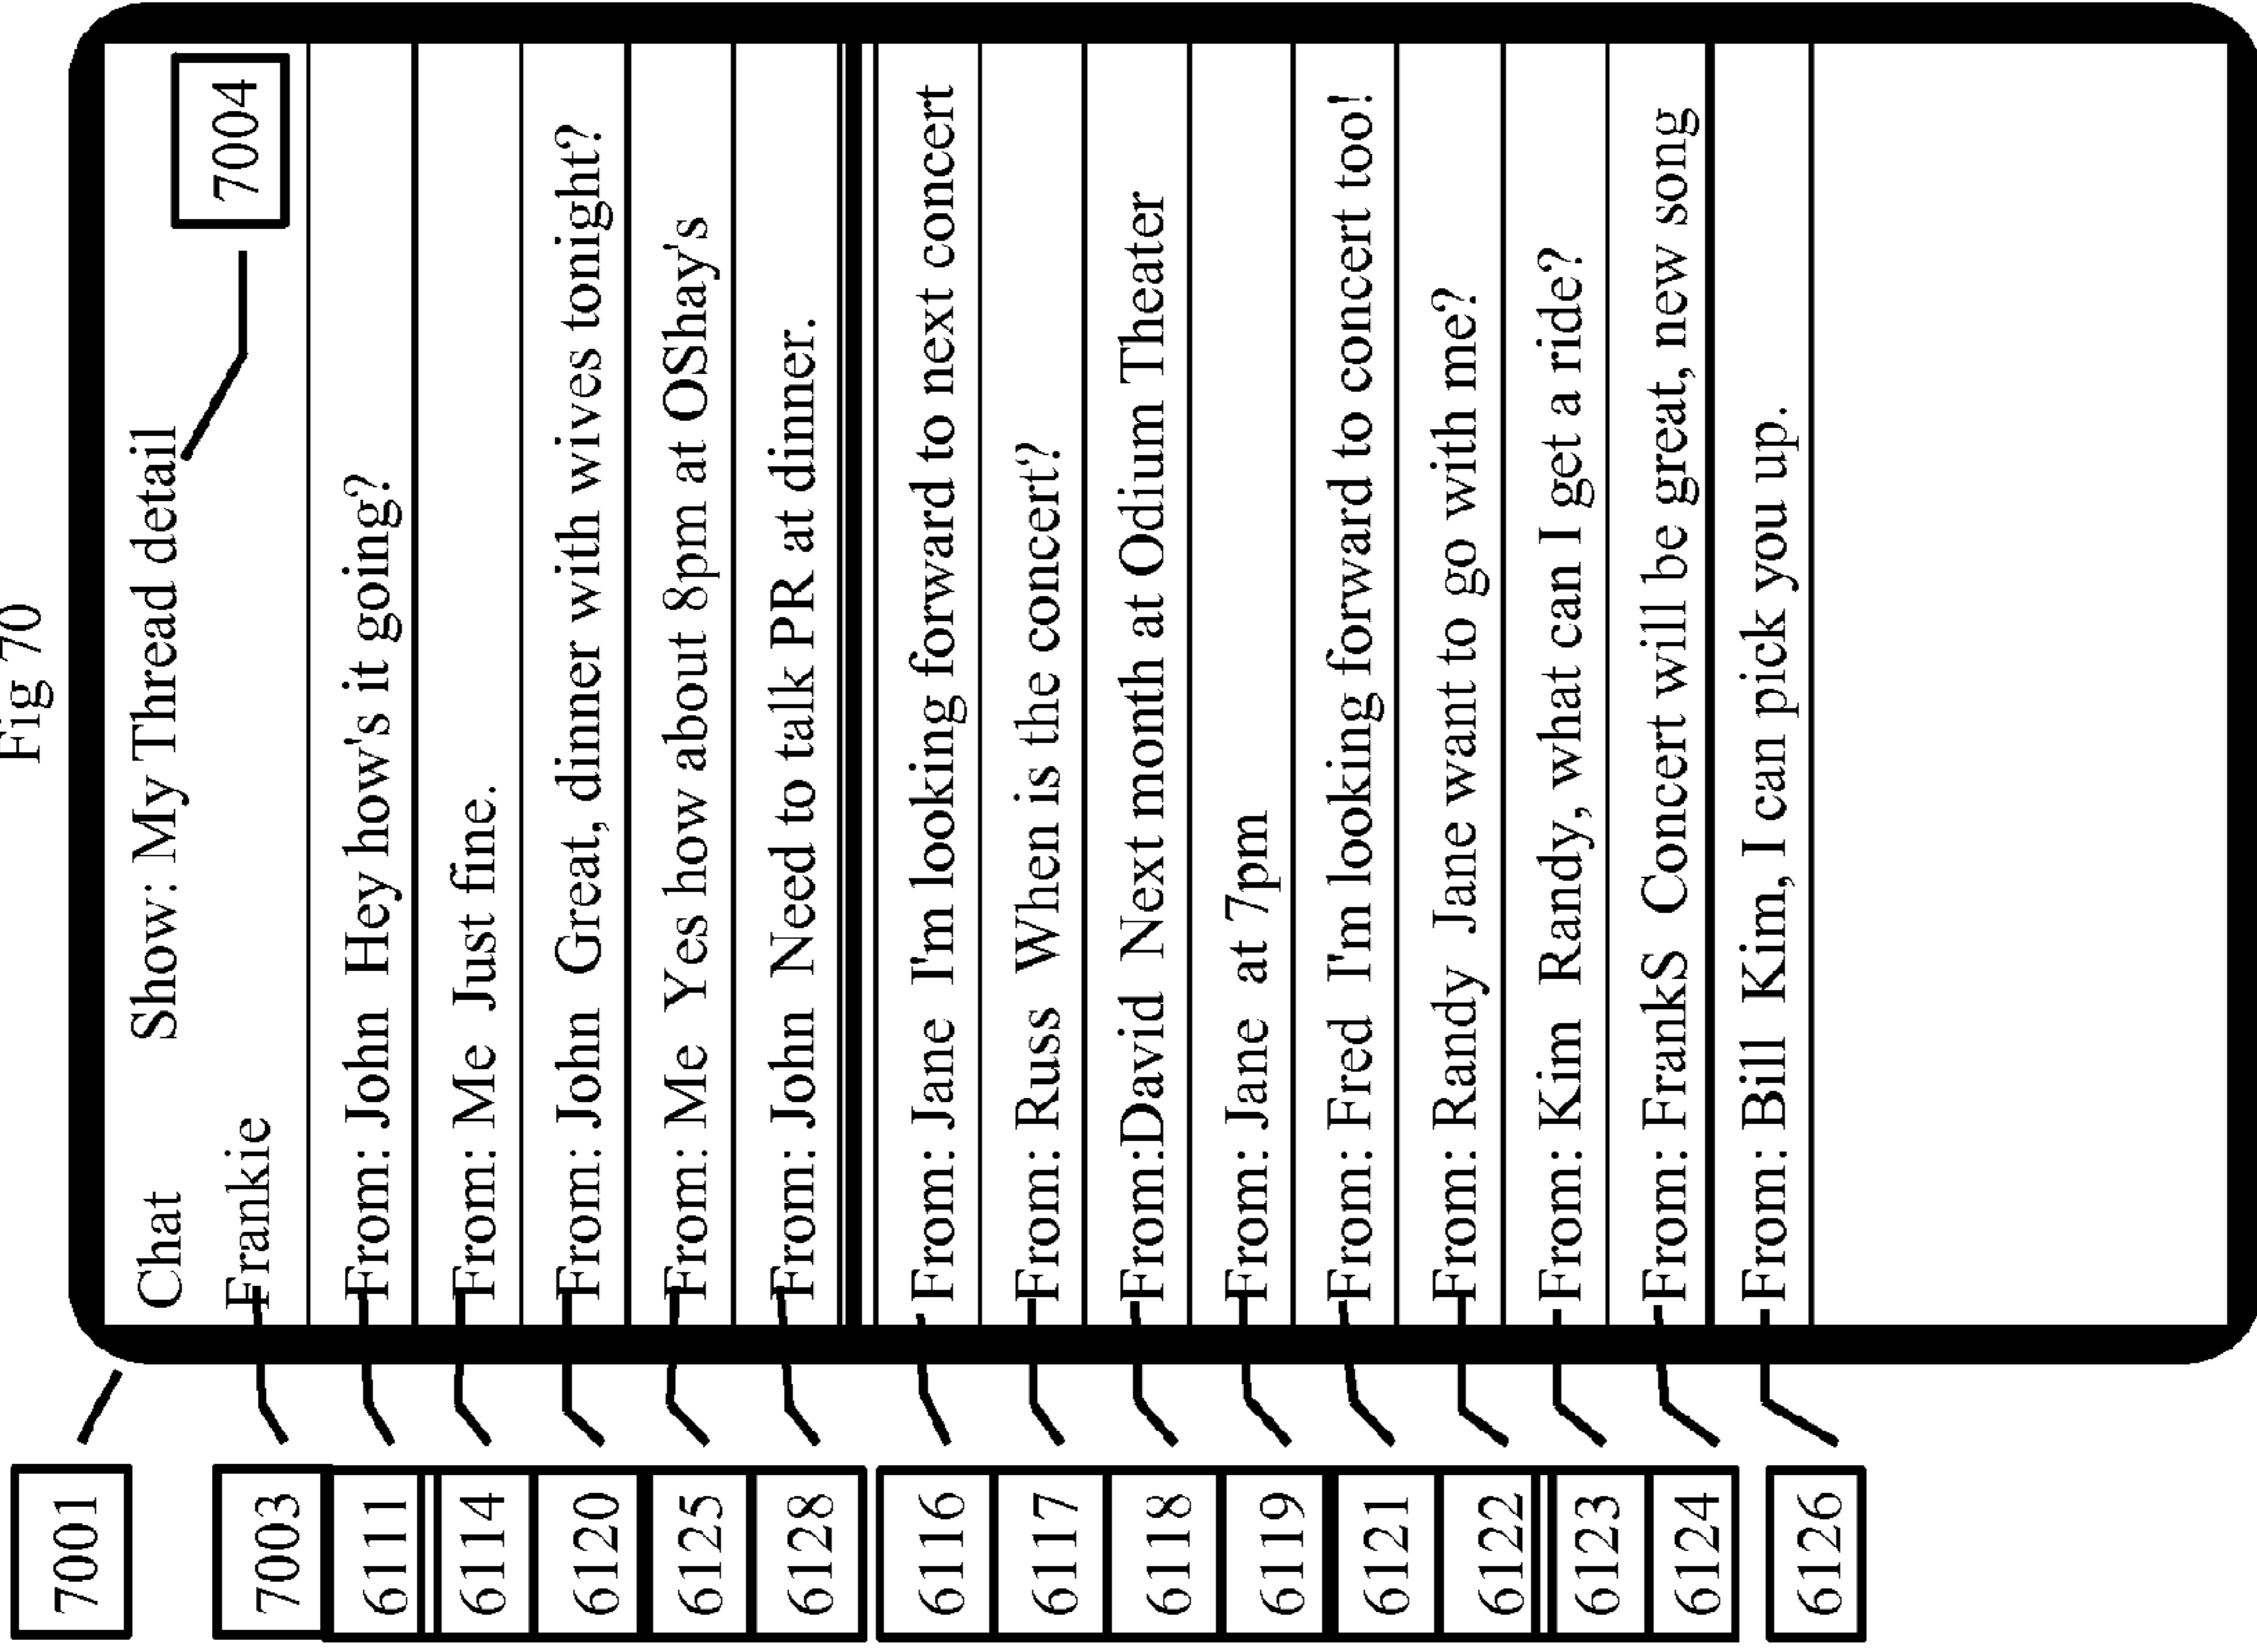 Fig 70
7001
Chat Show: My Thread detail
7004
7003 Frankie
6111 From: John Hey how's it going?
6114 From: Me Just fine.
6120 From: John Great, dinner with wives tonight?
6125 From: Me Yes how about 8pm at OShay's
6128 From: John Need to talk PR at dinner.
6116 From: Jane I'm looking forward to next concert
6117 From: Russ When is the concert?
6118 From:David Next month at Odium Theater
6119 From: Jane at 7pm
6121 From: Fred I'm looking forward to concert too!
6122 From: Randy Jane want to go with me?
6123 From: Kim Randy, what can I get a ride?
6124 From: FrankS Concert will be great, new song
6126 From: Bill Kim, I can pick you up.